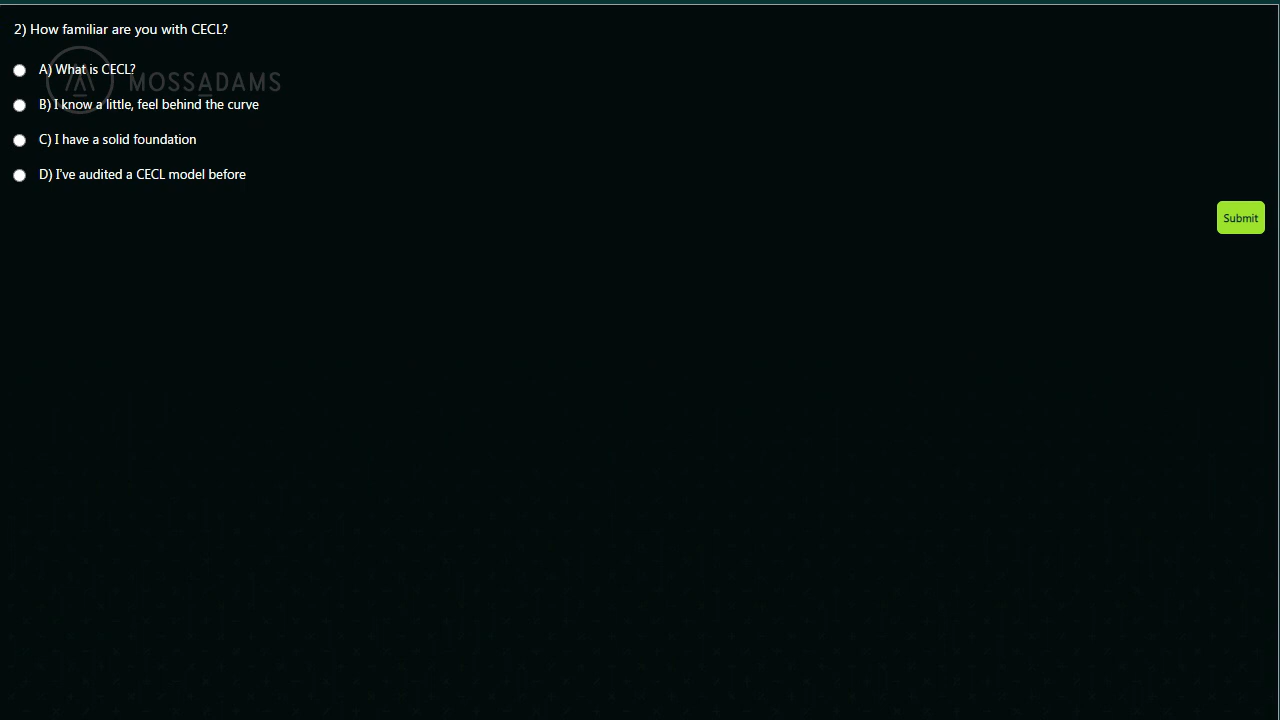 2) How familiar are you with CECL?
A) What is CECL?
MOSSADAMS
B) I know a little, feel behind the curve
C) I have a solid foundation
D) I've audited a CECL model before
Submit